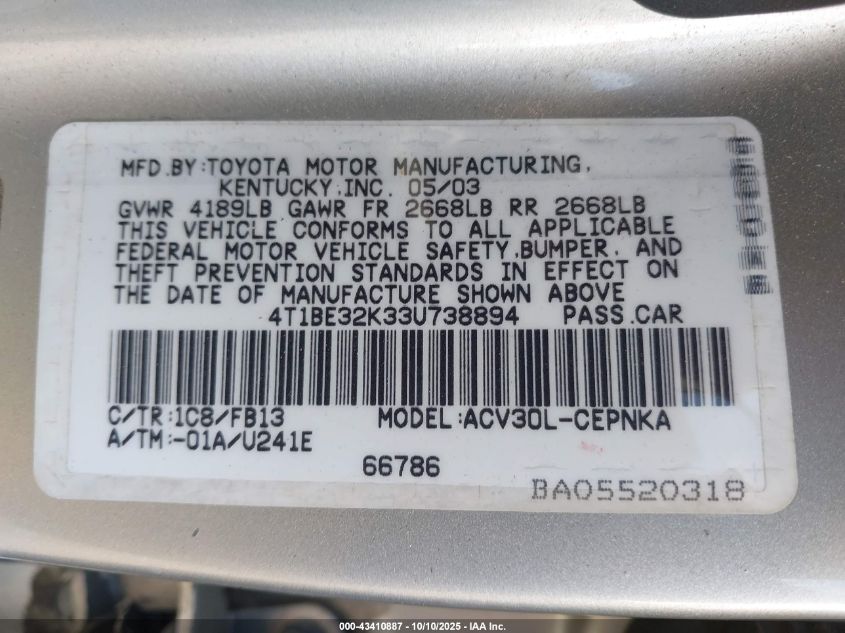 MFD.BY:TOYOTA MOTOR MANUFACTURING,
KENTUCKY,INC. 05/03
GVWR 4189LB GAWR FR 2668LB RR 2668LB
THIS VEHICLE CONFORMS TO ALL APPLICABLE
FEDERAL MOTOR VEHICLE SAFETY,BUMPER, AND
THEFT PREVENTION STANDARDS IN EFFECT ON
THE DATE OF MANUFACTURE SHOWN ABOVE
4T1BE32K33U738894 PASS.CAR
C/TR:1C8/FB13 MODEL:ACV30L-CEPNKA
A/TM:-01A/U241E
66786
BA05520318
000-43410887 - 10/10/2025 - IAA Inc.